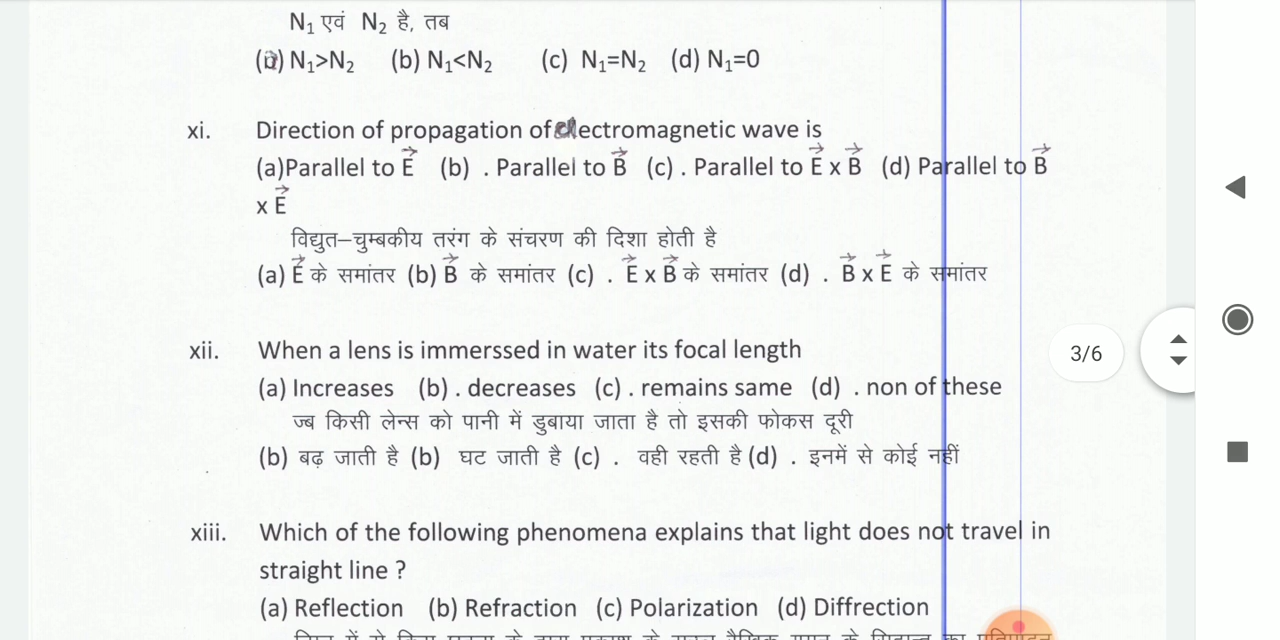 N₁ एवं N₂ है, तब
(a) N₁>N₂ (b) N₁<N₂ (c) N₁=N₂ (d) N₁=0
xi. Direction of propagation of electromagnetic wave is
(a)Parallel to E⃗ (b) . Parallel to B⃗ (c) . Parallel to E⃗ x B⃗ (d) Parallel to B⃗
x E⃗
विद्युत–चुम्बकीय तरंग के संचरण की दिशा होती है
(a) E⃗ के समांतर (b) B⃗ के समांतर (c) . E⃗ x B⃗ के समांतर (d) . B⃗ x E⃗ के समांतर
xii. When a lens is immerssed in water its focal length
(a) Increases (b) . decreases (c) . remains same (d) . non of these
ज्ब किसी लेन्स को पानी में डुबाया जाता है तो इसकी फोकस दूरी
(b) बढ़ जाती है (b) घट जाती है (c) . वही रहती है (d) . इनमें से कोई नहीं
3/6
xiii. Which of the following phenomena explains that light does not travel in
straight line ?
(a) Reflection (b) Refraction (c) Polarization (d) Diffrection